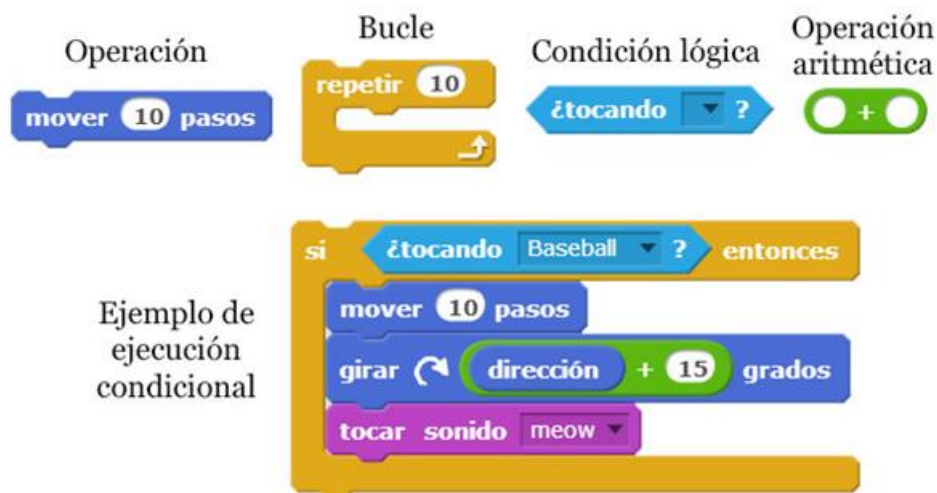 Operación
mover 10 pasos
Bucle
repetir 10
Condición lógica
¿tocando ?
Operación
aritmética
+
Ejemplo de
ejecución
condicional
si ¿tocando Baseball ? entonces
mover 10 pasos
girar dirección + 15 grados
tocar sonido meow